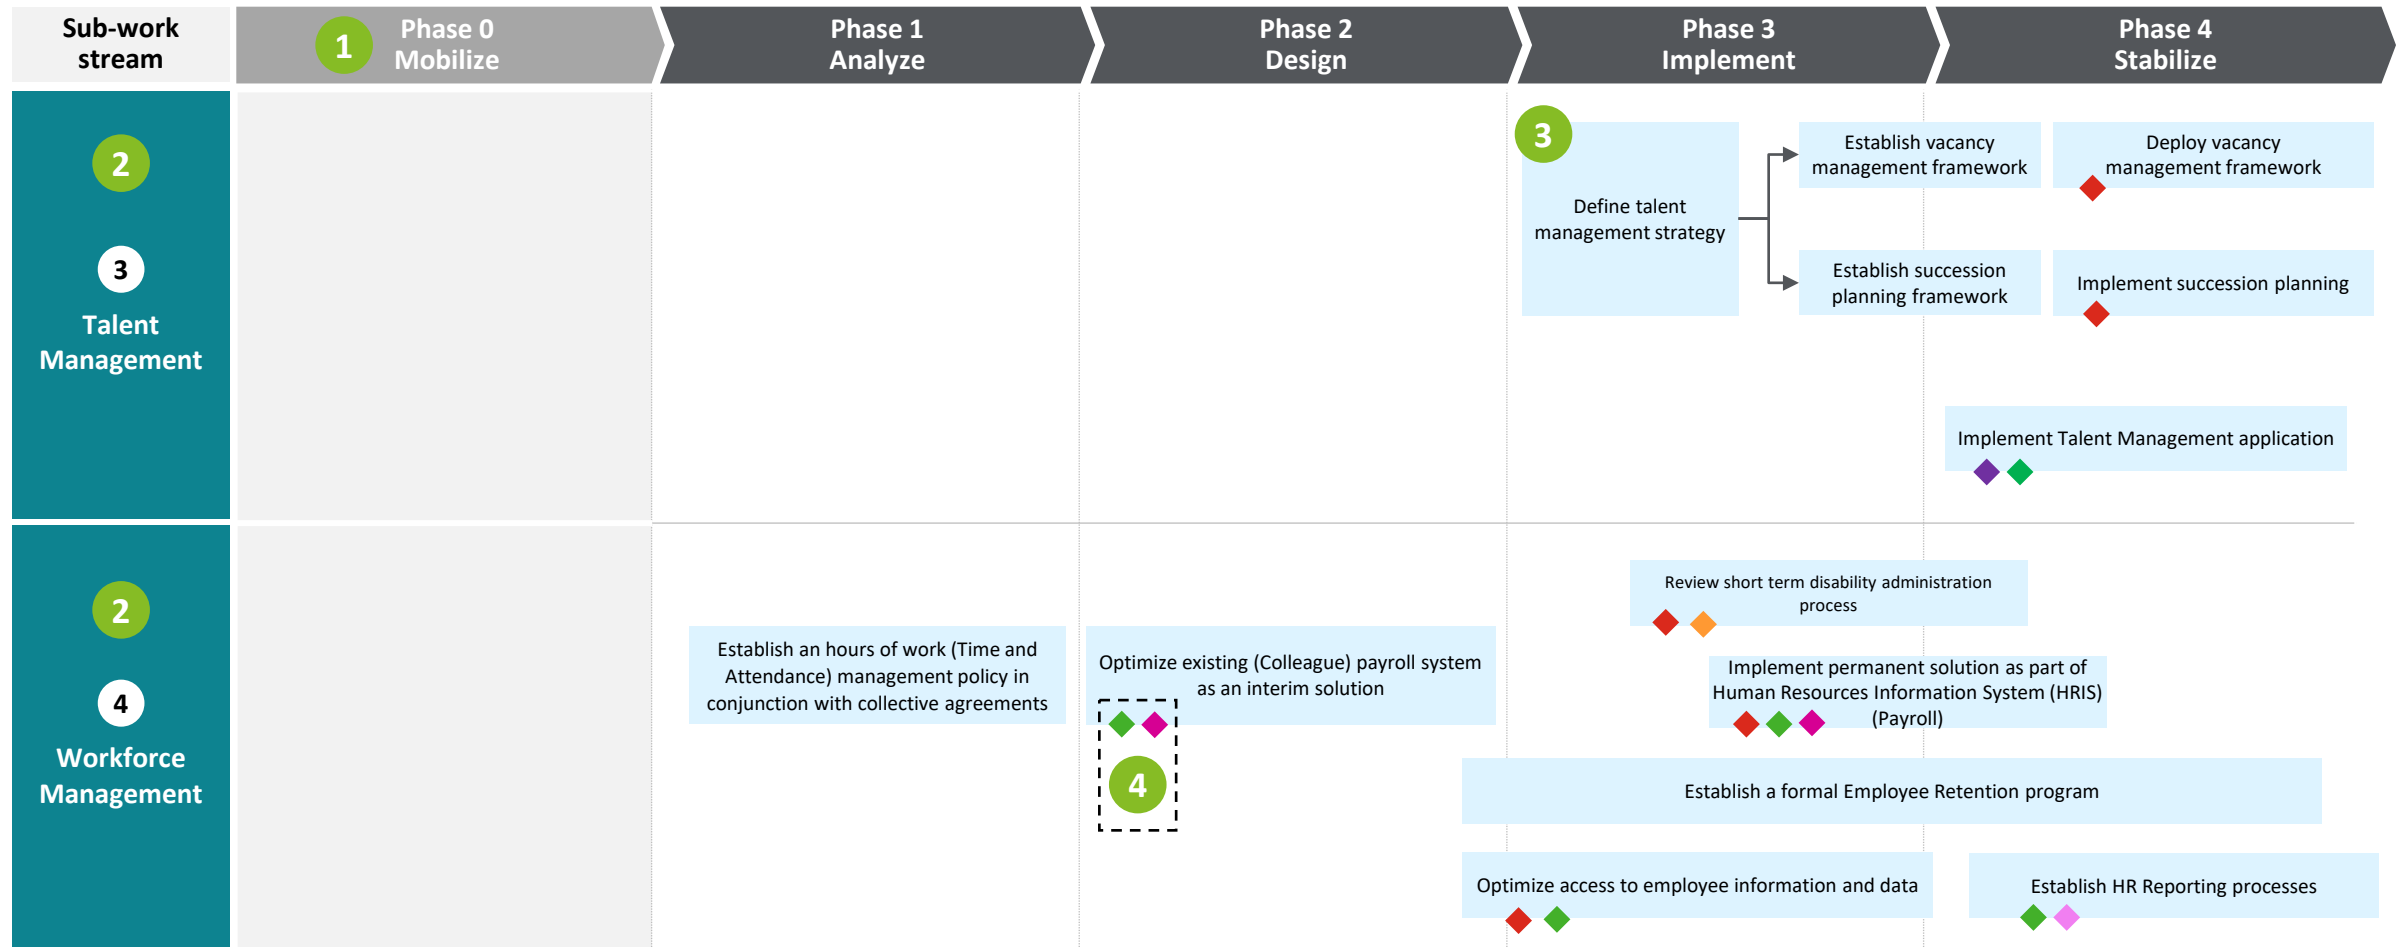 Sub-work
stream
1
Phase 0
Mobilize
Phase 1
Analyze
Phase 2
Design
Phase 3
Implement
Phase 4
Stabilize
2
3
Talent
Management
3
Define talent
management strategy
Establish vacancy
management framework
Deploy vacancy
management framework
Establish succession
planning framework
Implement succession planning
Implement Talent Management application
2
4
Workforce
Management
Establish an hours of work (Time and
Attendance) management policy in
conjunction with collective agreements
Optimize existing (Colleague) payroll system
as an interim solution
4
Review short term disability administration
process
Implement permanent solution as part of
Human Resources Information System (HRIS)
(Payroll)
Establish a formal Employee Retention program
Optimize access to employee information and data
Establish HR Reporting processes